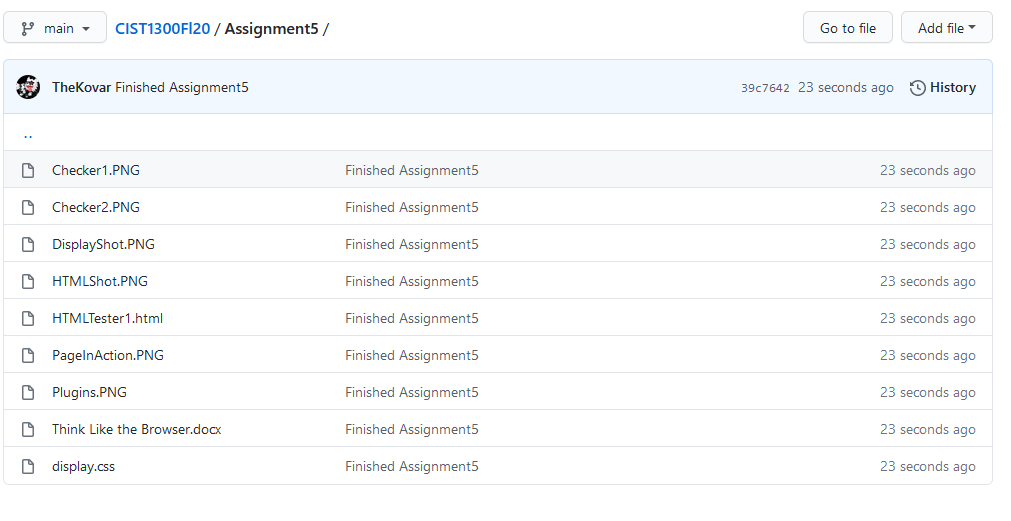 main CIST1300Fl20 / Assignment5 / Go to file Add file
TheKovar Finished Assignment5 39c7642 23 seconds ago History
..
Checker1.PNG Finished Assignment5 23 seconds ago
Checker2.PNG Finished Assignment5 23 seconds ago
DisplayShot.PNG Finished Assignment5 23 seconds ago
HTMLShot.PNG Finished Assignment5 23 seconds ago
HTMLTester1.html Finished Assignment5 23 seconds ago
PageInAction.PNG Finished Assignment5 23 seconds ago
Plugins.PNG Finished Assignment5 23 seconds ago
Think Like the Browser.docx Finished Assignment5 23 seconds ago
display.css Finished Assignment5 23 seconds ago